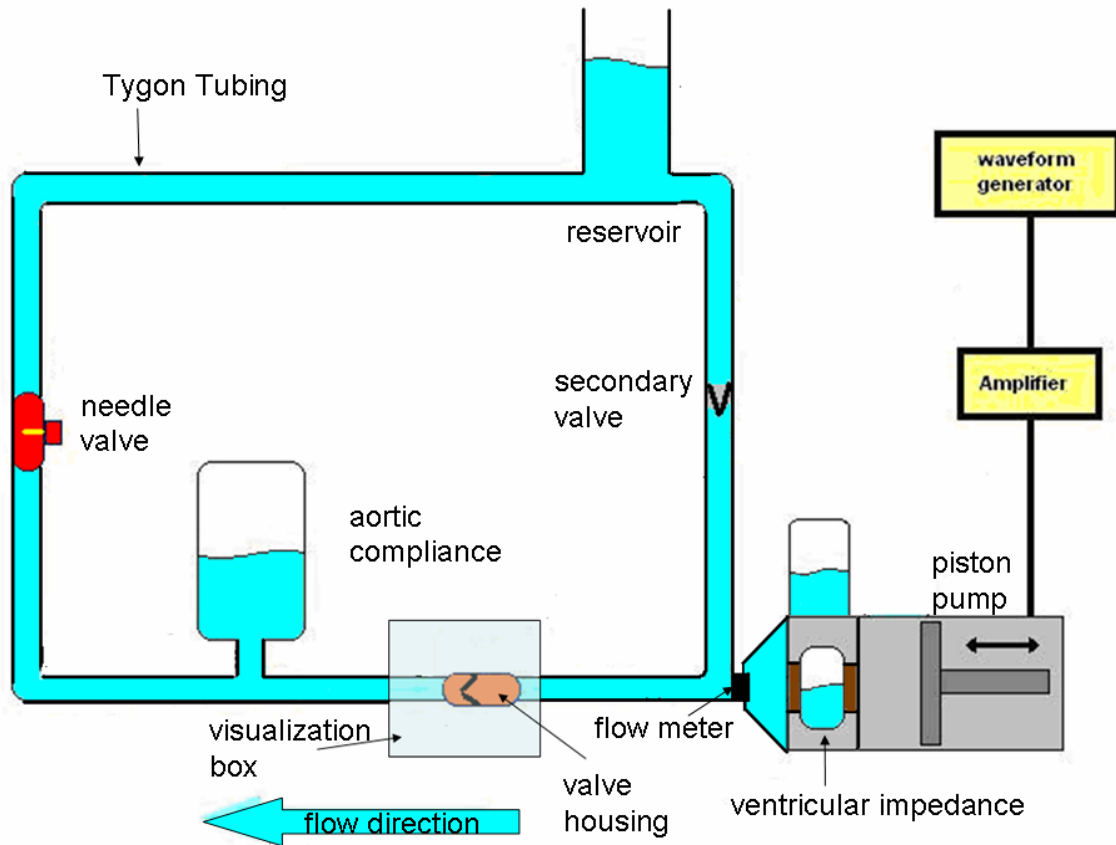 Tygon Tubing
waveform
generator
reservoir
secondary
valve
Amplifier
needle
valve
aortic
compliance
piston
pump
flow meter
visualization
box
valve
housing
ventricular impedance
flow direction